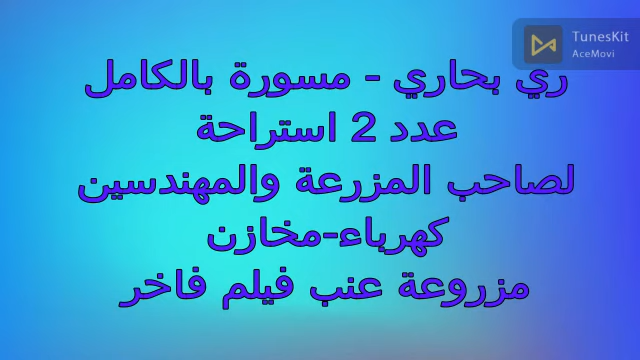 TunesKit
AceMovi
ري بحاري - مسورة بالكامل
عدد 2 استراحة
لصاحب المزرعة والمهندسين
كهرباء-مخازن
مزروعة عنب فيلم فاخر